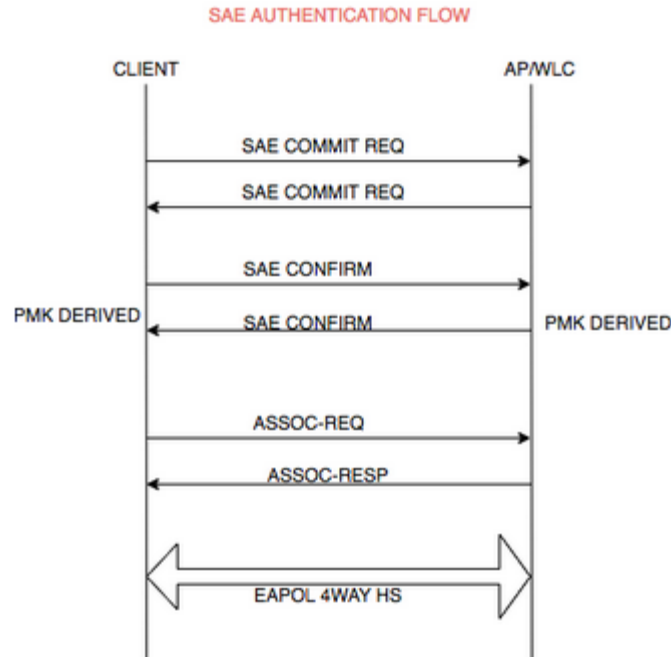 SAE AUTHENTICATION FLOW
CLIENT
AP/WLC
SAE COMMIT REQ
SAE COMMIT REQ
SAE CONFIRM
PMK DERIVED
SAE CONFIRM
PMK DERIVED
ASSOC-REQ
ASSOC-RESP
EAPOL 4WAY HS